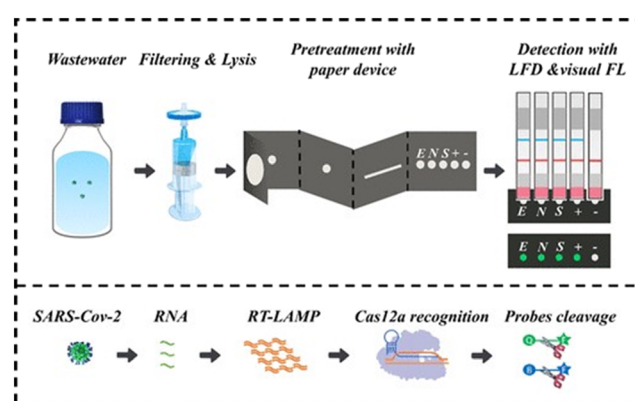 Wastewater
Filtering & Lysis
Pretreatment with
paper device
Detection with
LFD &visual FL
E N S + -
E N S + -
E N S + -
SARS-Cov-2
RNA
RT-LAMP
Cas12a recognition
Probes cleavage
Q
F
B
F